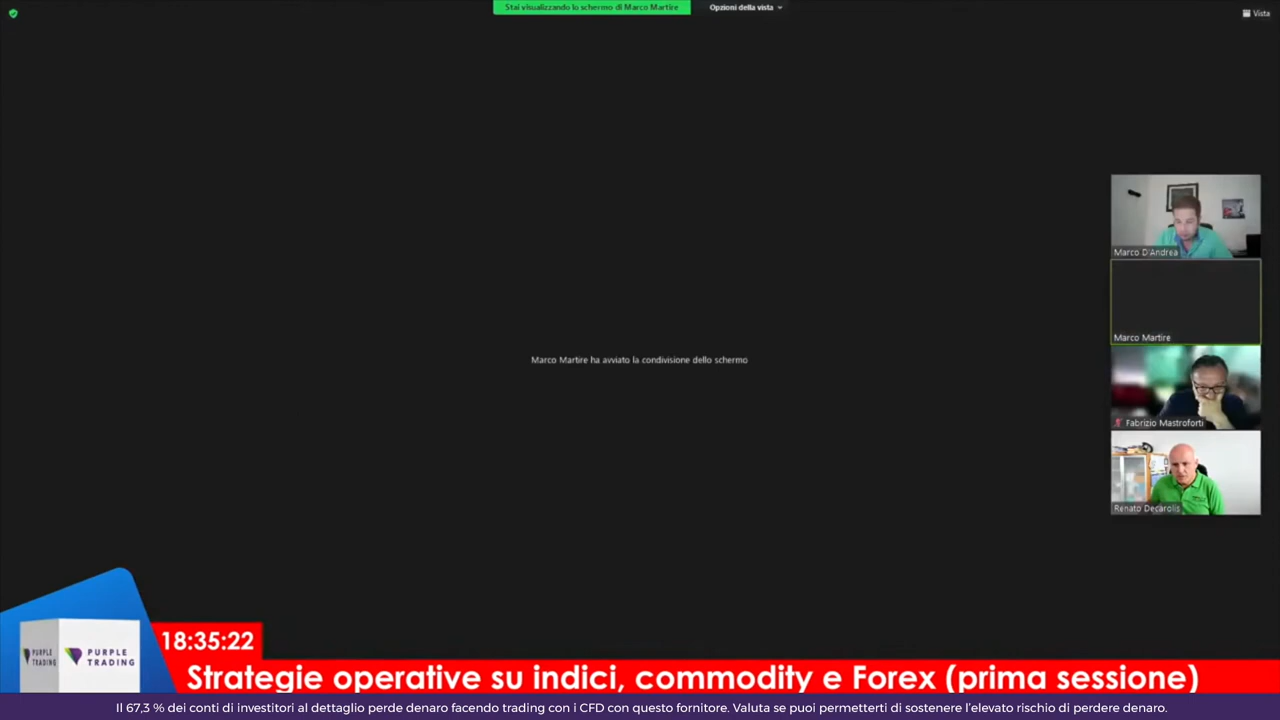 Stai visualizzando lo schermo di Marco Martire
Opzioni della vista
Vista
Marco D'Andrea
Marco Martire ha avviato la condivisione dello schermo
Marco Martire
Fabrizio Mastroforti
Renato Decarolis
18:35:22
PURPLE TRADING
PURPLE TRADING
Strategie operative su indici, commodity e Forex (prima sessione)
Il 67,3 % dei conti di investitori al dettaglio perde denaro facendo trading con i CFD con questo fornitore. Valuta se puoi permetterti di sostenere l'elevato rischio di perdere denaro.